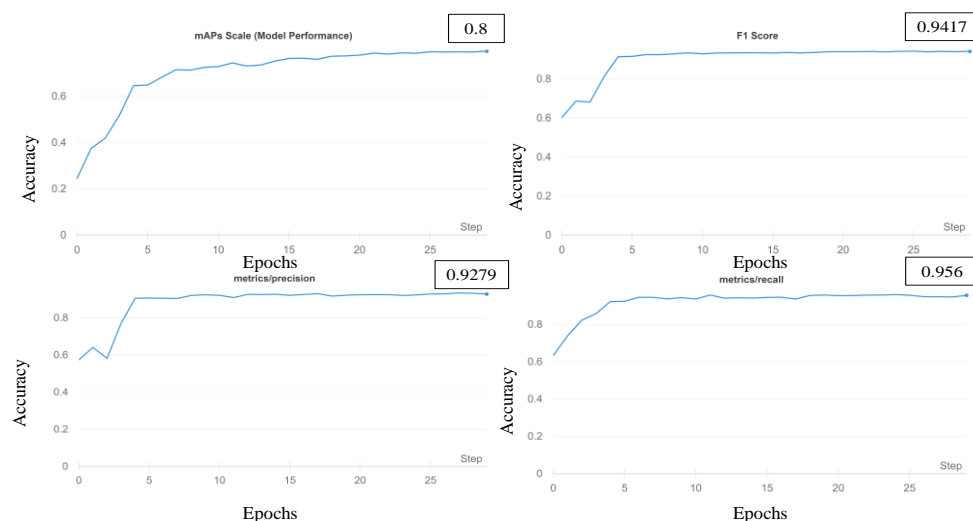 mAPs Scale (Model Performance)
0.8
0.6
0.4
0.2
0
Accuracy
Step
0 5 10 15 20 25
Epochs
F1 Score
0.9417
0.8
0.6
0.4
0.2
0
Accuracy
Step
0 5 10 15 20 25
Epochs
metrics/precision
0.9279
0.8
0.6
0.4
0.2
0
Accuracy
Step
0 5 10 15 20 25
Epochs
metrics/recall
0.956
0.8
0.6
0.4
0.2
0
Accuracy
Step
0 5 10 15 20 25
Epochs